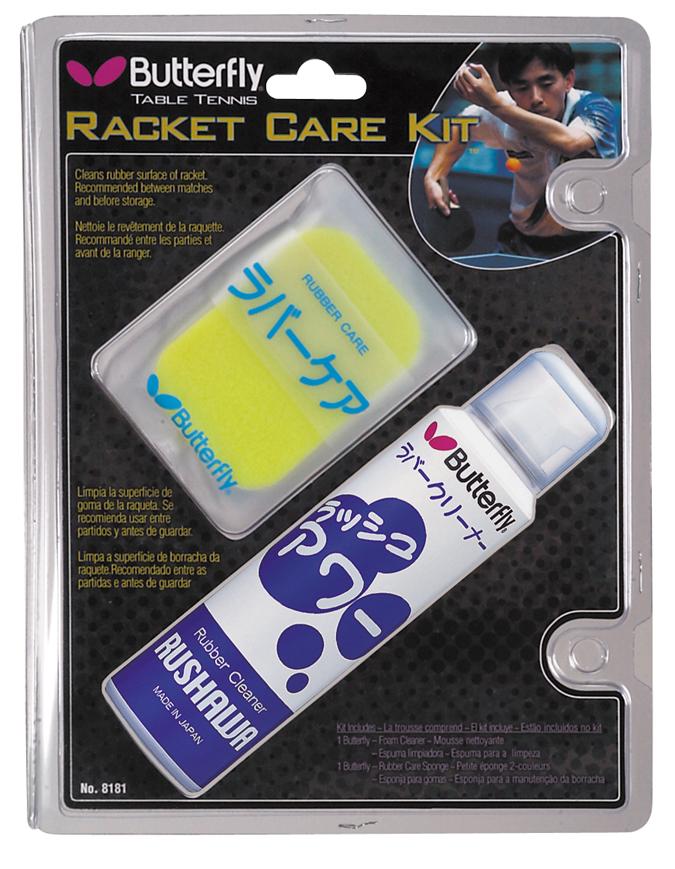 Butterfly
TABLE TENNIS
RACKET CARE KIT™
Cleans rubber surface of racket.
Recommended between matches
and before storage.
Nettoie le revêtement de la raquette.
Recommandé entre les parties et
avant de la ranger.
RUBBER CARE
ラバーケア
Butterfly
Butterfly
ラバークリーナー
ラッシュ
アワー
Rubber Cleaner
RUSHAWA
MADE IN JAPAN
Limpia la superficie de
goma de la raqueta. Se
recomienda usar entre
partidos y antes de guardar.
Limpa a superficie de borracha da
raquete.Recomendado entre as
partidas e antes de guardar
Kit Includes – La trousse comprend – El kit incluye - Estão incluidos no kit
1 Butterfly – Foam Cleaner – Mousse nettoyante
– Espuma limpiadora - Espuma para a limpeza
1 Butterfly – Rubber Care Sponge – Petite éponge 2-couleurs
– Esponja para gomas - Esponja para a manutenção da borracha
No. 8181